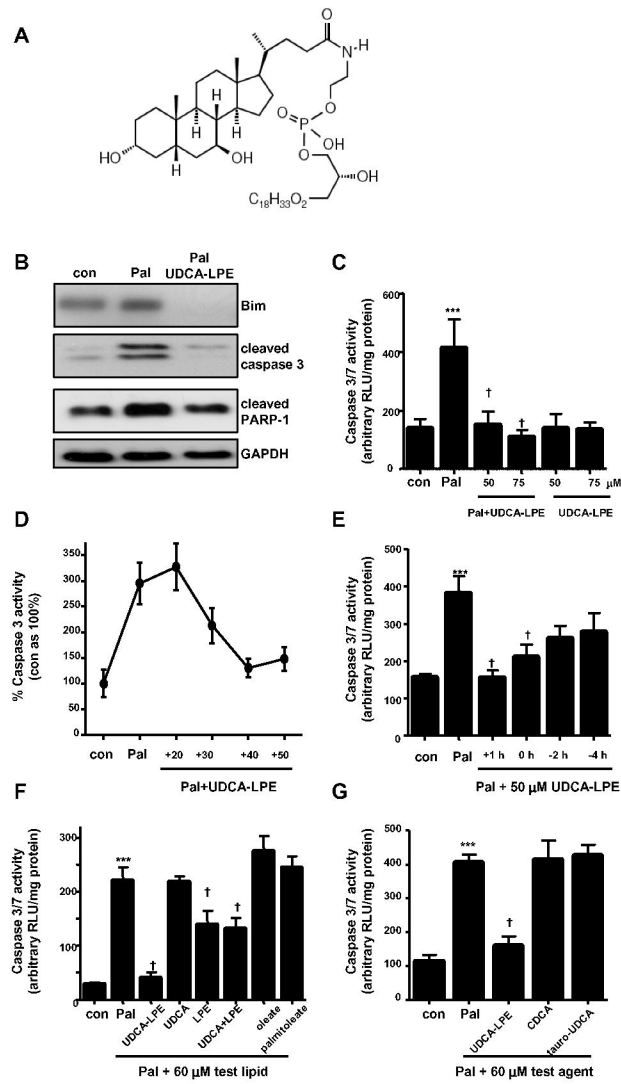 A
O
N-H
O
O
P
OH
O
HO
H
H
H
H
OH
OH
C18H33O2
B
con
Pal
Pal
UDCA-LPE
Bim
cleaved
caspase 3
cleaved
PARP-1
GAPDH
C
Caspase 3/7 activity
(arbitrary RLU/mg protein)
600
400
200
0
***
†
†
con
Pal
50
75
50
75
µM
Pal+UDCA-LPE
UDCA-LPE
D
% Caspase 3 activity
(con as 100%)
350
300
250
200
150
100
50
0
con
Pal
+20
+30
+40
+50
Pal+UDCA-LPE
E
Caspase 3/7 activity
(arbitrary RLU/mg protein)
500
400
300
200
100
0
***
†
†
con
Pal
+1 h
0 h
-2 h
-4 h
Pal + 50 µM UDCA-LPE
F
Caspase 3/7 activity
(arbitrary RLU/mg protein)
300
200
100
0
***
†
†
†
con
Pal
UDCA-LPE
UDCA
LPE
UDCA+LPE
oleate
palmitoleate
Pal + 60 µM test lipid
G
Caspase 3/7 activity
(arbitrary RLU/mg protein)
500
400
300
200
100
0
***
†
con
Pal
UDCA-LPE
CDCA
tauro-UDCA
Pal + 60 µM test agent